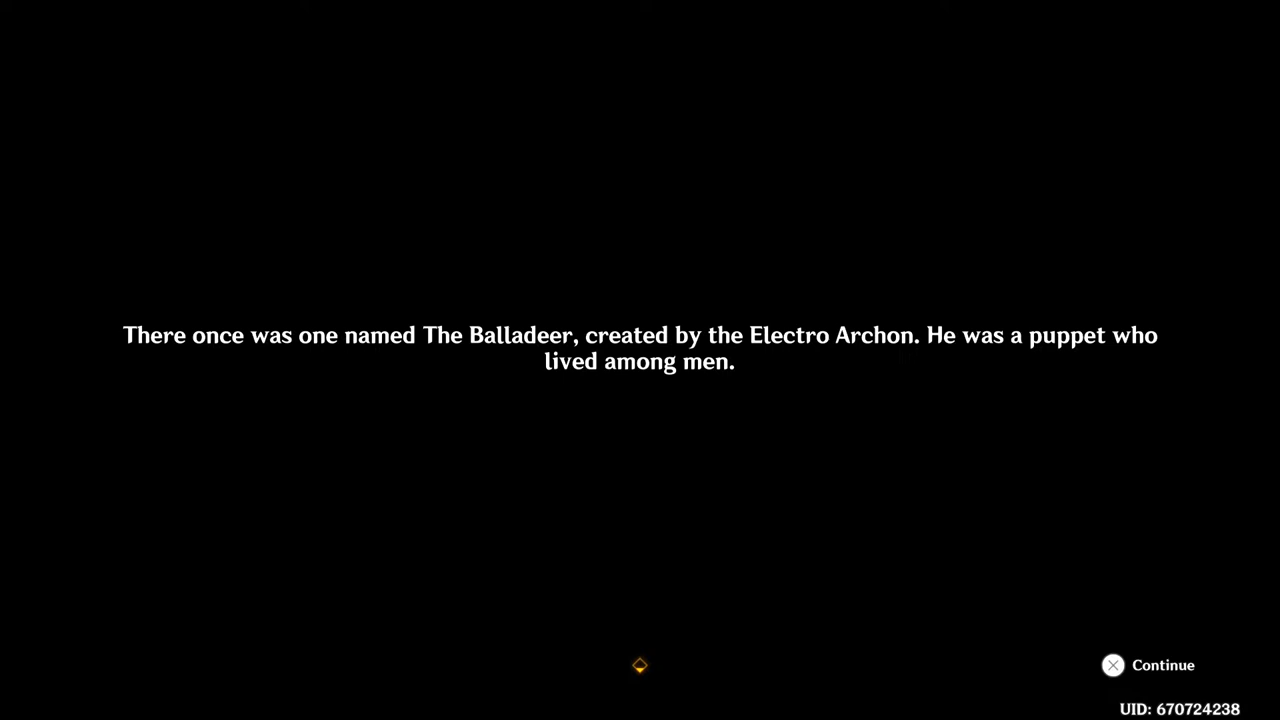 There once was one named The Balladeer, created by the Electro Archon. He was a puppet who
lived among men.
Continue
UID: 670724238